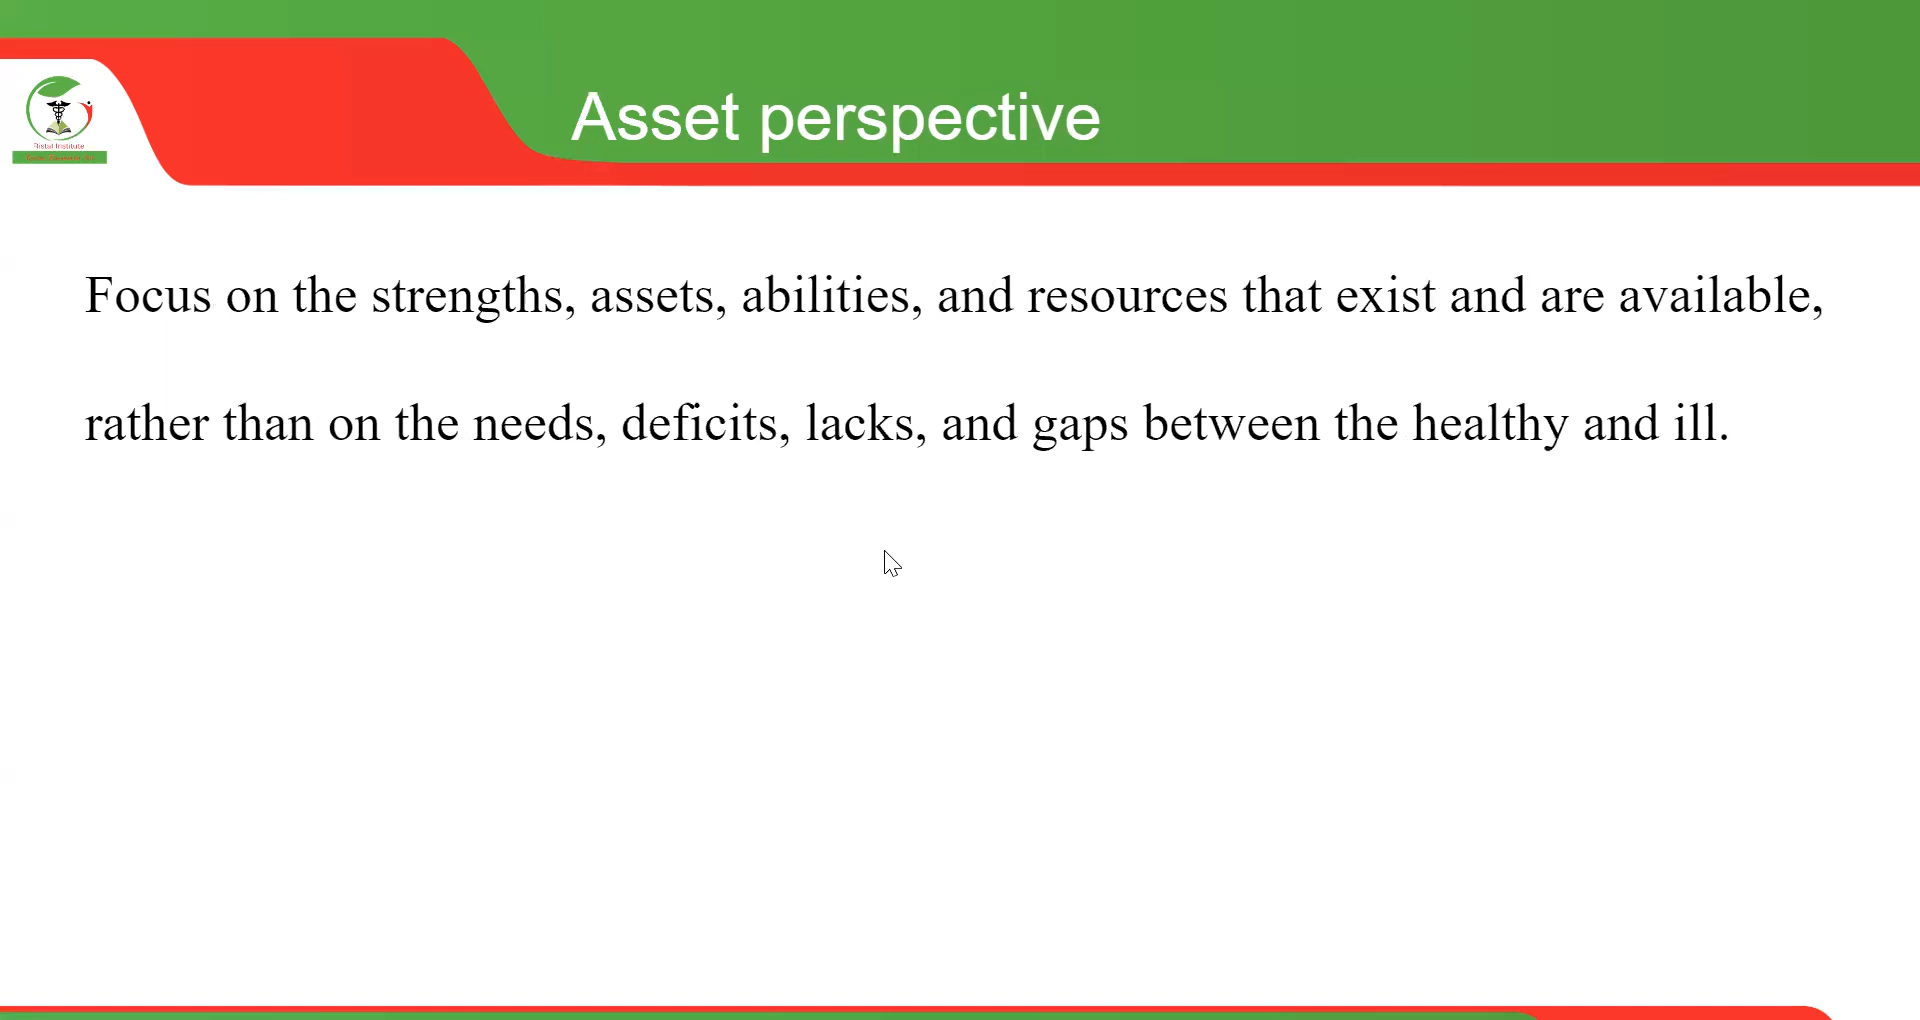 Asset perspective
Focus on the strengths, assets, abilities, and resources that exist and are available,
rather than on the needs, deficits, lacks, and gaps between the healthy and ill.